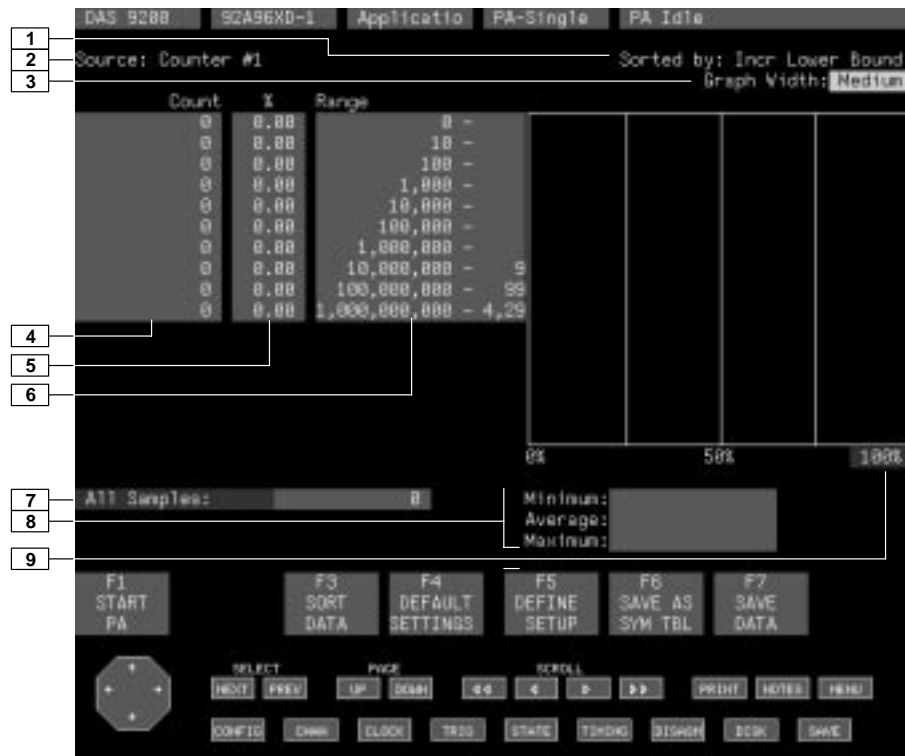 DAS 9200 92A96XD-1 Applicatio PA-Single PA Idle
1
2 Source: Counter #1 Sorted by: Incr Lower Bound
3 Graph Width: Medium
Count % Range
0 0.00 0 -
0 0.00 10 -
0 0.00 100 -
0 0.00 1,000 -
0 0.00 10,000 -
0 0.00 100,000 -
0 0.00 1,000,000 -
0 0.00 10,000,000 - 9
0 0.00 100,000,000 - 99
0 0.00 1,000,000,000 - 4,29
4
5
6
0% 50% 100%
7 All Samples: 0 Minimum:
8 Average:
Maximum:
9
F1 START PA
F3 SORT DATA
F4 DEFAULT SETTINGS
F5 DEFINE SETUP
F6 SAVE AS SYM TBL
F7 SAVE DATA
SELECT PAGE SCROLL
NEXT PREV UP DOWN PRINT NOTES MENU
CONFIG CHAN CLOCK TRIG STATE TIMING DISASM DISK SAVE